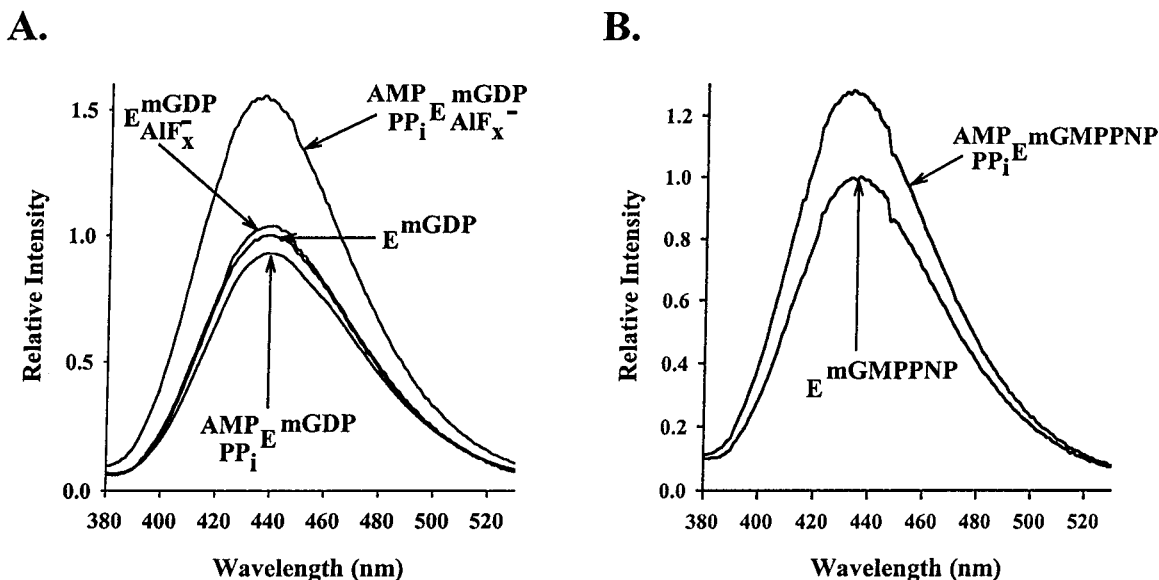 A.
Relative Intensity
1.5
1.0
0.5
0.0
E mGDP AlFₓ⁻
AMP PPᵢ E mGDP AlFₓ⁻
E mGDP
AMP PPᵢ E mGDP
380 400 420 440 460 480 500 520
Wavelength (nm)
B.
Relative Intensity
1.2
1.0
0.8
0.6
0.4
0.2
0.0
AMP PPᵢ E mGMPPNP
E mGMPPNP
380 400 420 440 460 480 500 520
Wavelength (nm)